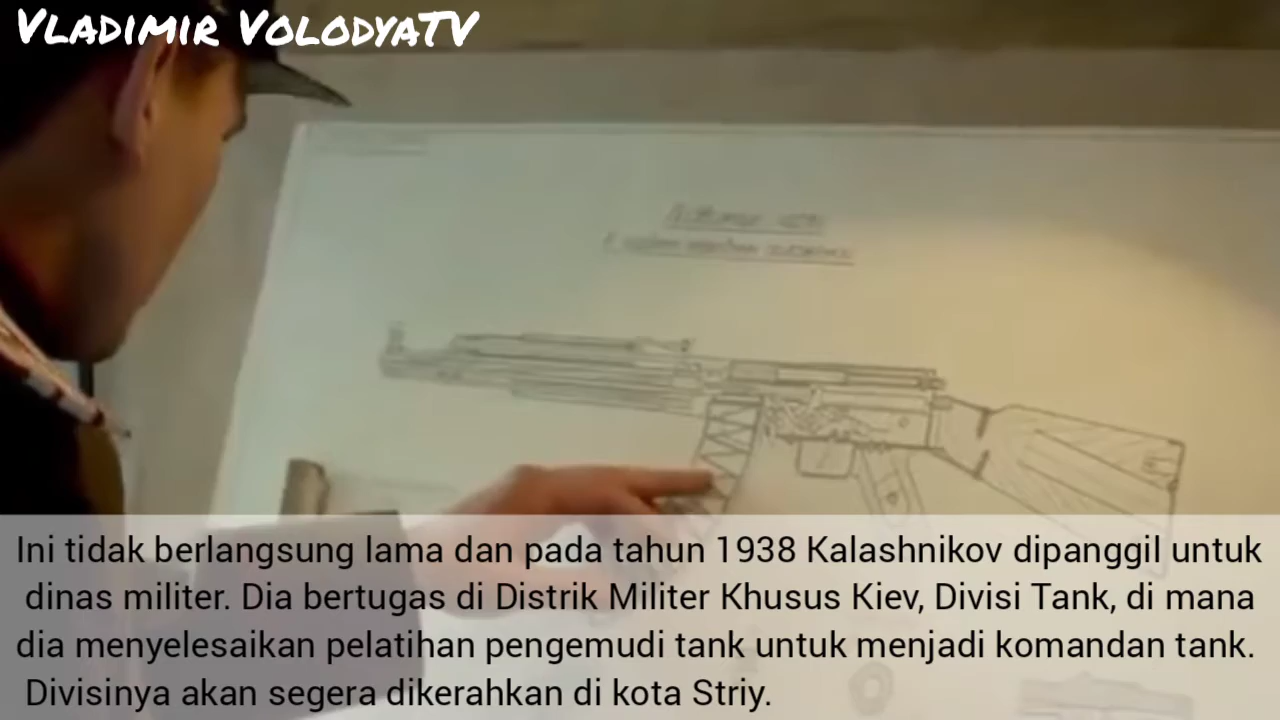 Vladimir VolodyaTV
Ini tidak berlangsung lama dan pada tahun 1938 Kalashnikov dipanggil untuk
dinas militer. Dia bertugas di Distrik Militer Khusus Kiev, Divisi Tank, di mana
dia menyelesaikan pelatihan pengemudi tank untuk menjadi komandan tank.
Divisinya akan segera dikerahkan di kota Striy.